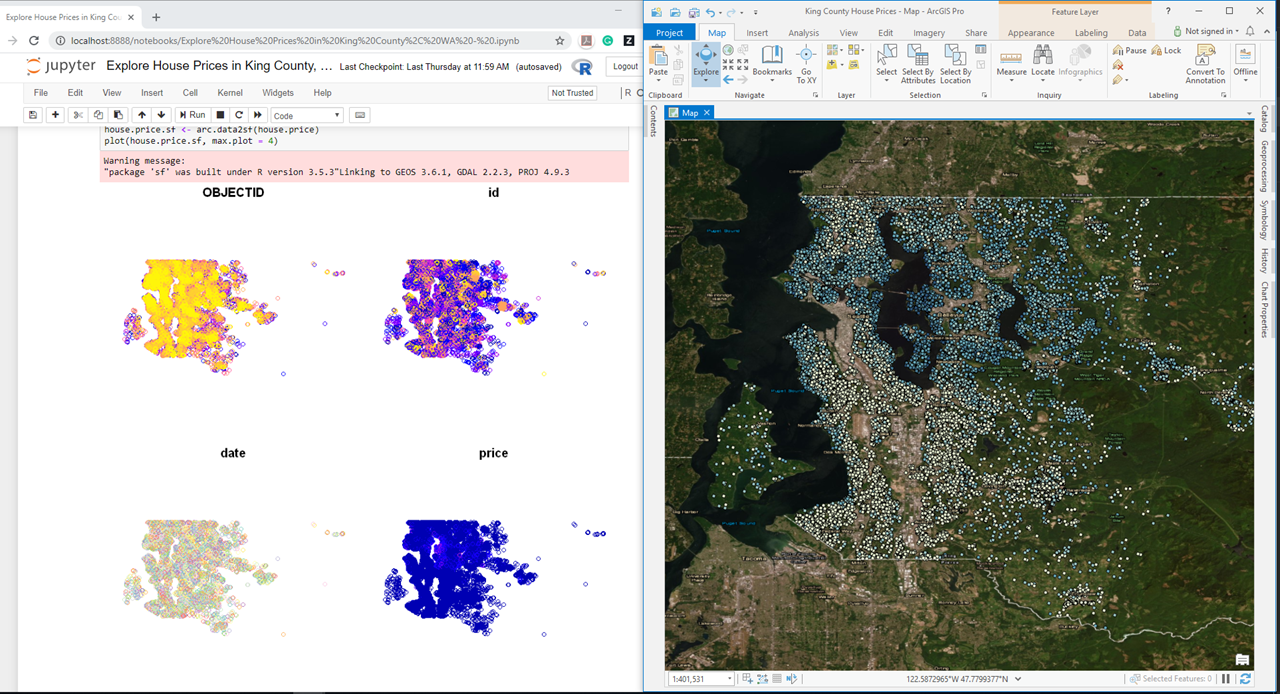 Explore House Prices in King Cou
localhost:8888/notebooks/Explore%20House%20Prices%20in%20King%20County%2C%20WA%20-%20.ipynb
jupyter Explore House Prices in King County, ... Last Checkpoint: Last Thursday at 11:59 AM (autosaved) Logout
File Edit View Insert Cell Kernel Widgets Help Not Trusted R
Run Code
house.price.sf <- arc.data2sf(house.price)
plot(house.price.sf, max.plot = 4)
Warning message:
"package 'sf' was built under R version 3.5.3"Linking to GEOS 3.6.1, GDAL 2.2.3, PROJ 4.9.3
OBJECTID id
date price
King County House Prices - Map - ArcGIS Pro Feature Layer
Project Map Insert Analysis View Edit Imagery Share Appearance Labeling Data Not signed in
Paste Explore Bookmarks Go To XY Select Select By Attributes Select By Location Measure Locate Infographics Pause Lock Convert To Annotation Offline
Clipboard Navigate Layer Selection Inquiry Labeling
Contents
Map
Catalog
Geoprocessing
Symbology
History
Chart Properties
Puget Sound
Tacoma
1:401,531 122.5872965°W 47.7799377°N Selected Features: 0